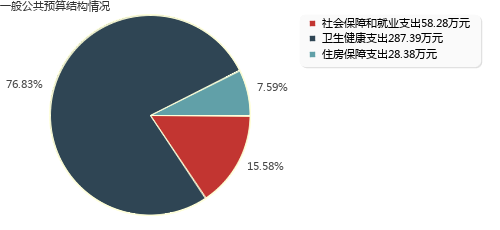 一般公共预算结构情况
社会保障和就业支出58.28万元
卫生健康支出287.39万元
住房保障支出28.38万元
76.83%
7.59%
15.58%